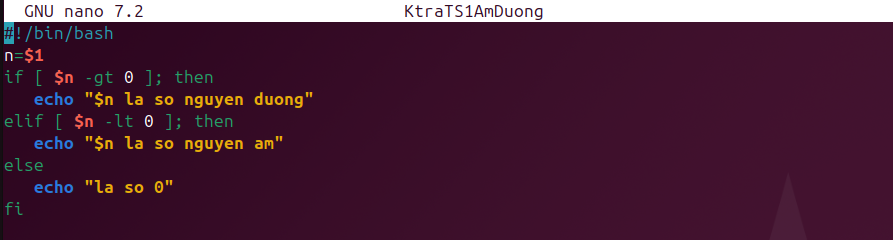 GNU nano 7.2 KtraTS1AmDuong
#!/bin/bash
n=$1
if [ $n -gt 0 ]; then
   echo "$n la so nguyen duong"
elif [ $n -lt 0 ]; then
   echo "$n la so nguyen am"
else
   echo "la so 0"
fi